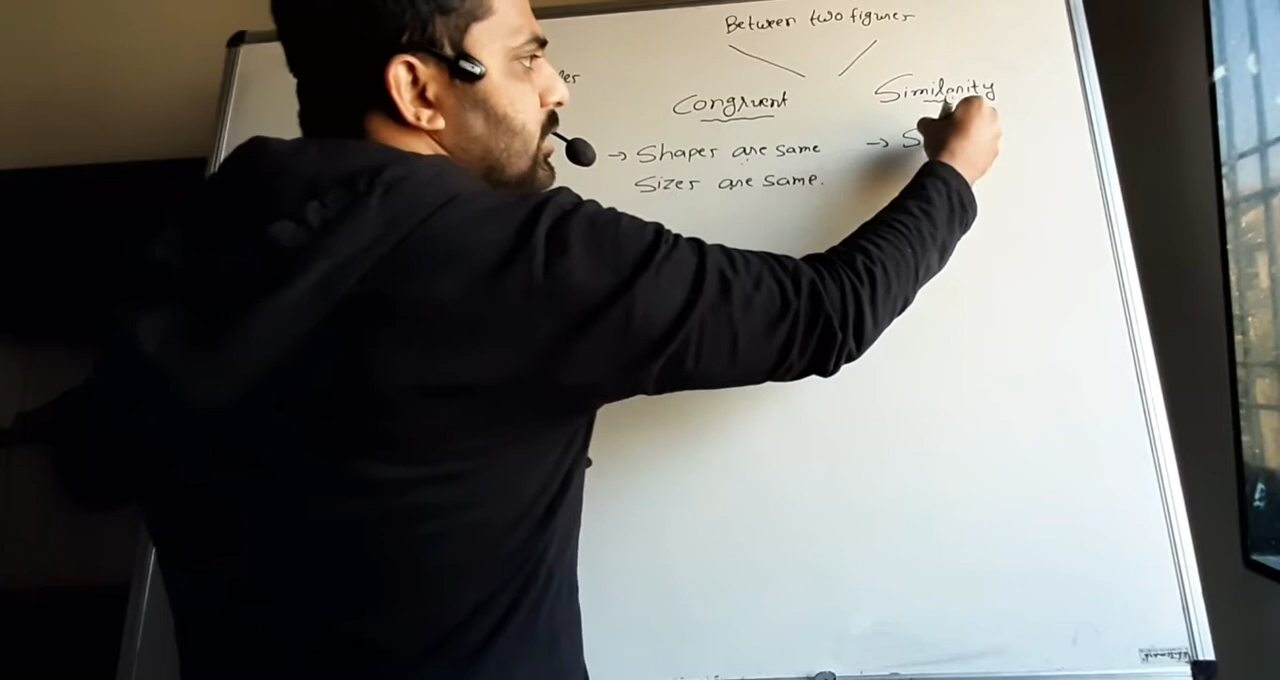 Between two figures
Congruent
Similarity
→ Shapes are same
Sizes are same.
→ S